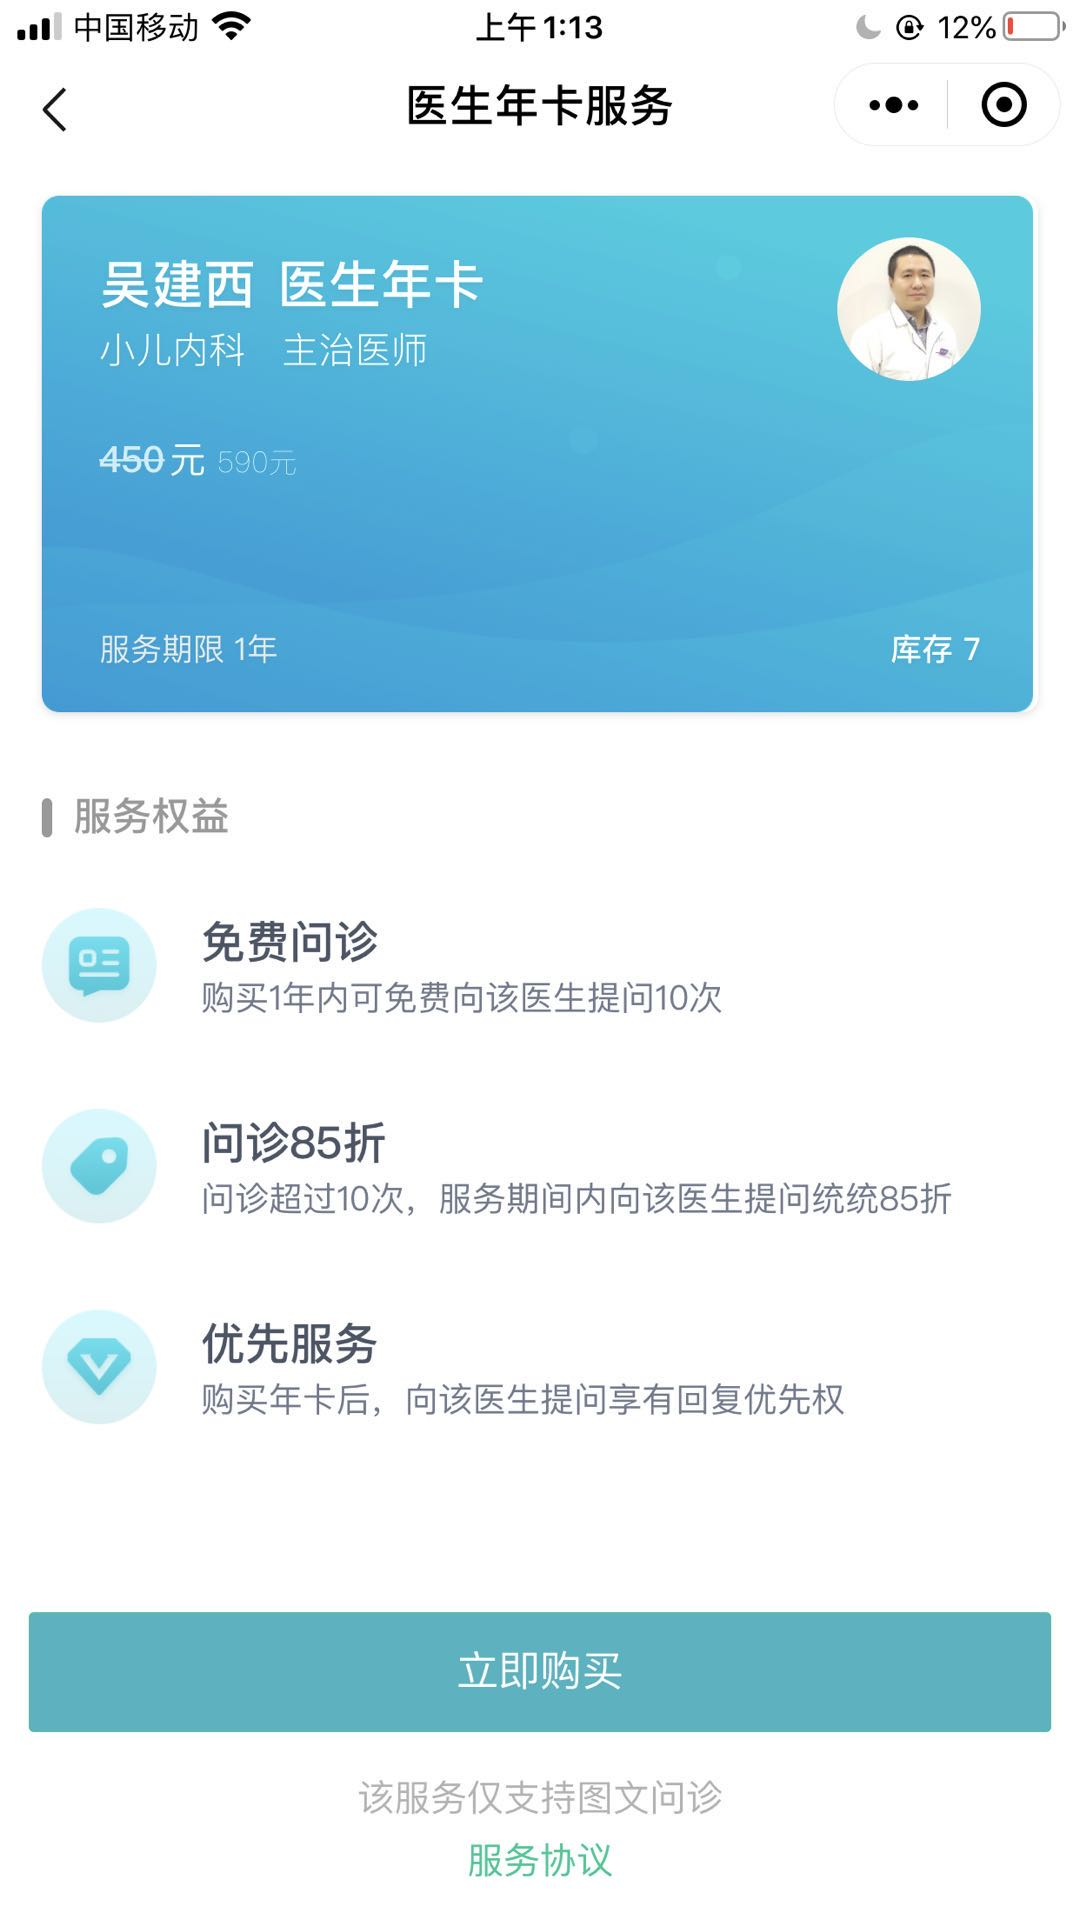 中国移动 上午1:13 12%
医生年卡服务
吴建西 医生年卡
小儿内科 主治医师
450元 590元
服务期限 1年 库存 7
服务权益
免费问诊
购买1年内可免费向该医生提问10次
问诊85折
问诊超过10次，服务期间内向该医生提问统统85折
优先服务
购买年卡后，向该医生提问享有回复优先权
立即购买
该服务仅支持图文问诊
服务协议